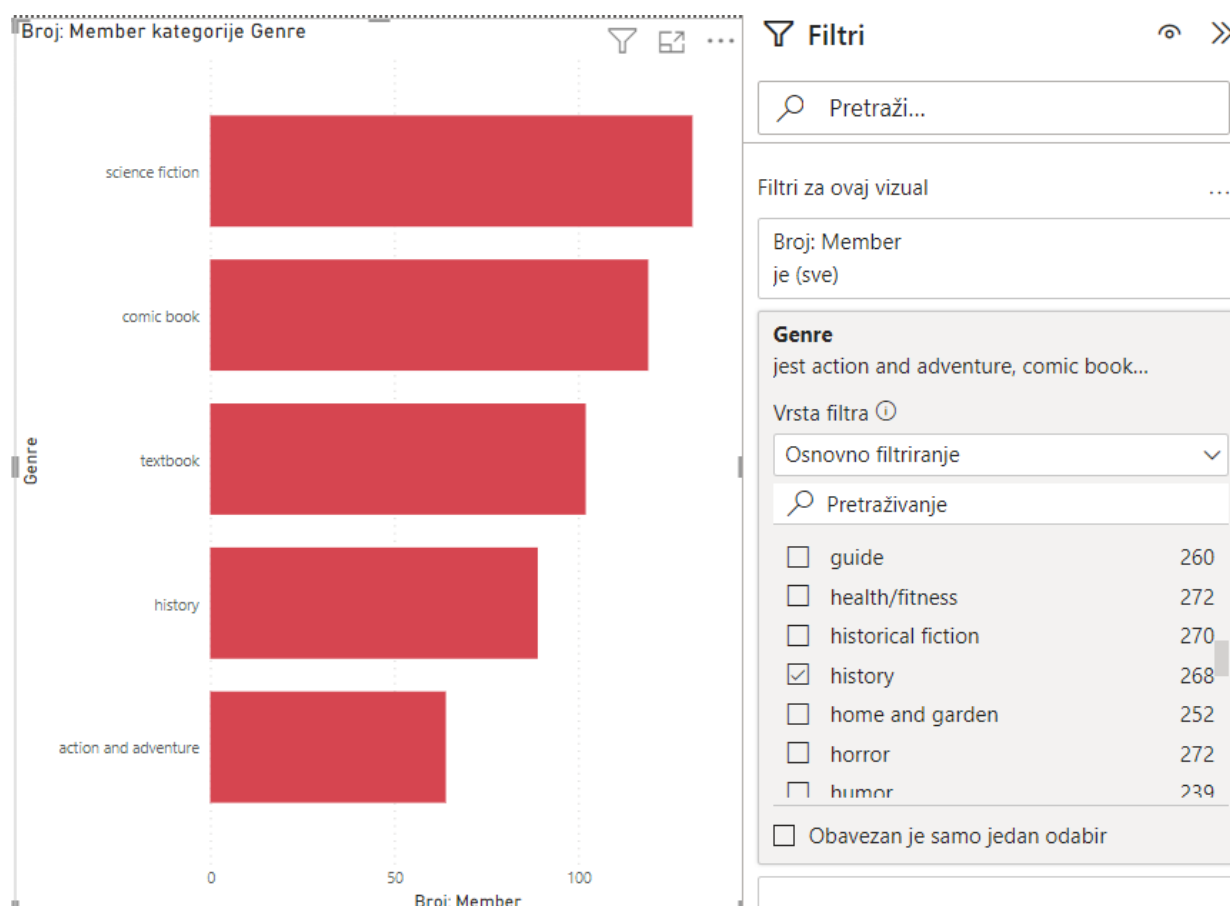 Broj: Member kategorije Genre
science fiction
comic book
textbook
history
action and adventure
Genre
0 50 100
Broj: Member
Filtri
Pretraži...
Filtri za ovaj vizual
Broj: Member
je (sve)
Genre
jest action and adventure, comic book...
Vrsta filtra
Osnovno filtriranje
Pretraživanje
guide 260
health/fitness 272
historical fiction 270
history 268
home and garden 252
horror 272
humor 239
Obavezan je samo jedan odabir